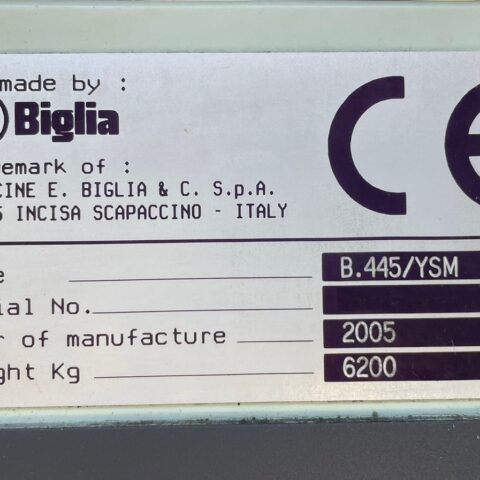 made by :
Biglia
emark of :
CINE E. BIGLIA & C. S.p.A.
5 INCISA SCAPACCINO - ITALY
CE
e B.445/YSM
ial No.
r of manufacture 2005
ght Kg 6200